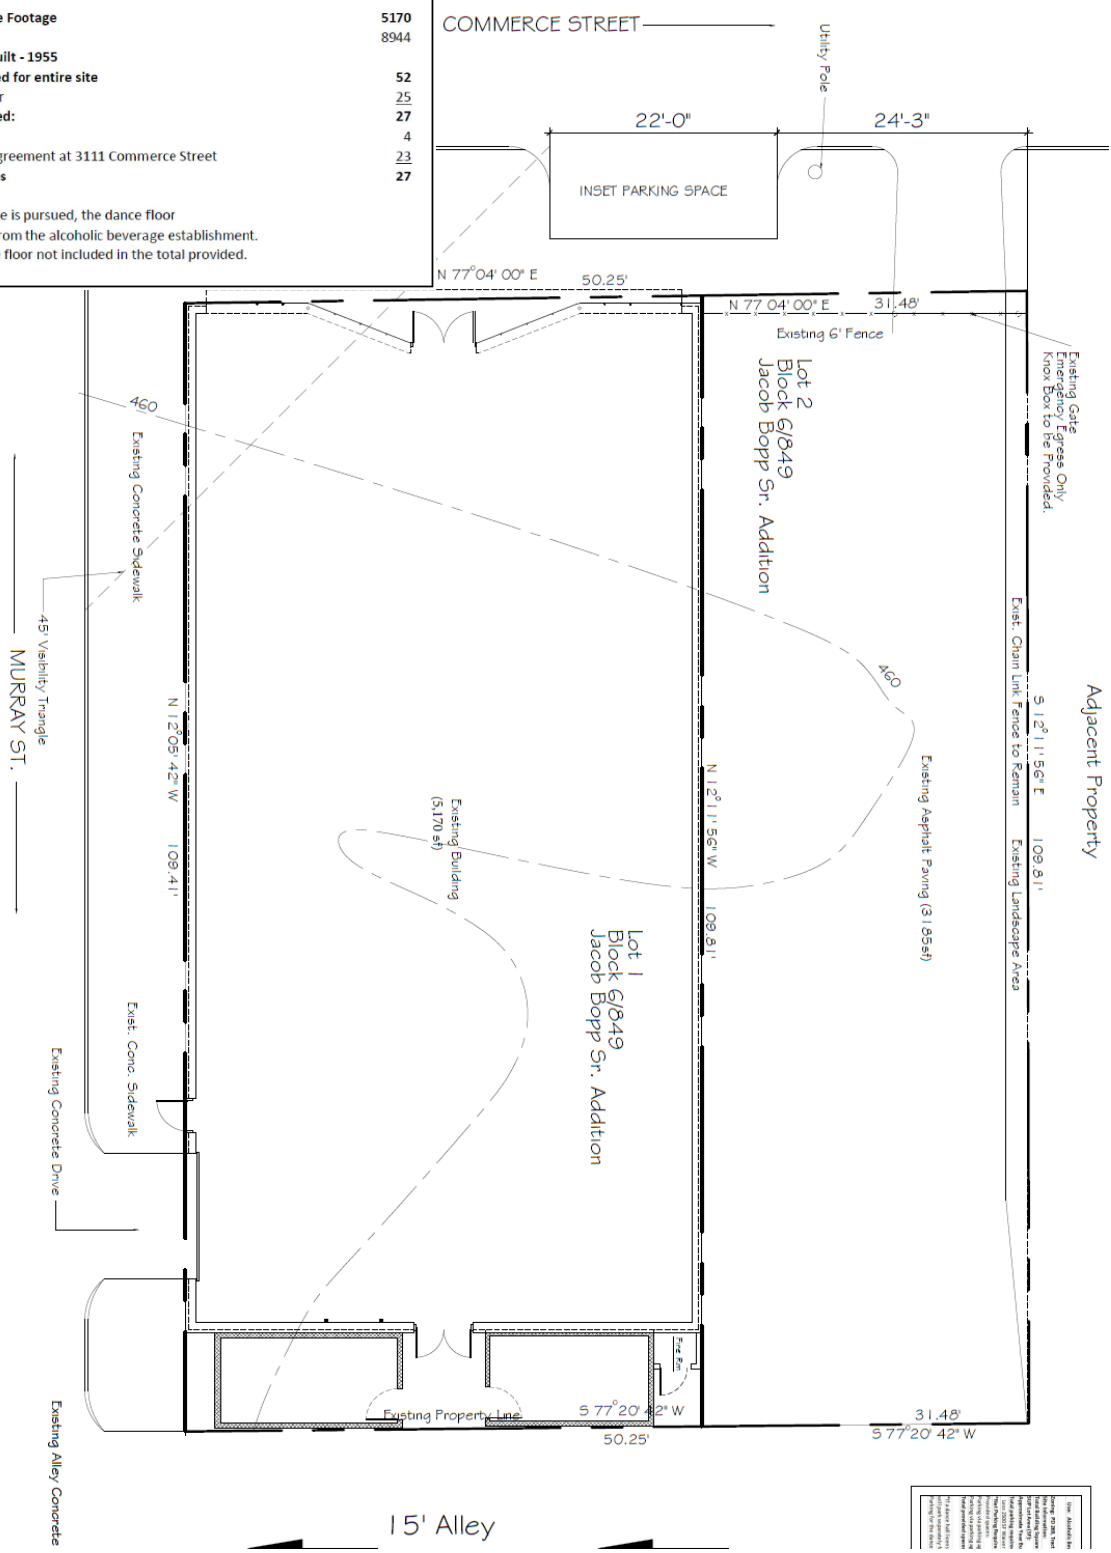 e Footage 5170
8944
uilt - 1955
ed for entire site 52
r 25
ed: 27
4
greement at 3111 Commerce Street 23
s 27
e is pursued, the dance floor
rom the alcoholic beverage establishment.
e floor not included in the total provided.
COMMERCE STREET
Utility Pole
22'-0"
24'-3"
INSET PARKING SPACE
N 77°04' 00" E
50.25'
N 77 04' 00" E
31.48'
Existing 6' Fence
Existing Gate
Emergency Egress Only
Knox Box to be Provided.
Lot 2
Block 6/849
Jacob Bopp Sr. Addition
460
Existing Concrete Sidewalk
45' Visibility Triangle
MURRAY ST.
N 12°05' 42" W 109.41'
460
Exist. Chain Link Fence to Remain
Existing Landscape Area
S 12°11' 56" E 109.81'
Adjacent Property
Existing Asphalt Paving (3185sf)
N 12°11' 56" W 109.81'
Existing Building
(5,170 sf)
Lot 1
Block 6/849
Jacob Bopp Sr. Addition
Exist. Conc. Sidewalk
Existing Concrete Drive
Fire Rm
Existing Property Line
S 77°20' 42" W
50.25'
31.48'
S 77°20' 42" W
Existing Alley Concrete
15' Alley